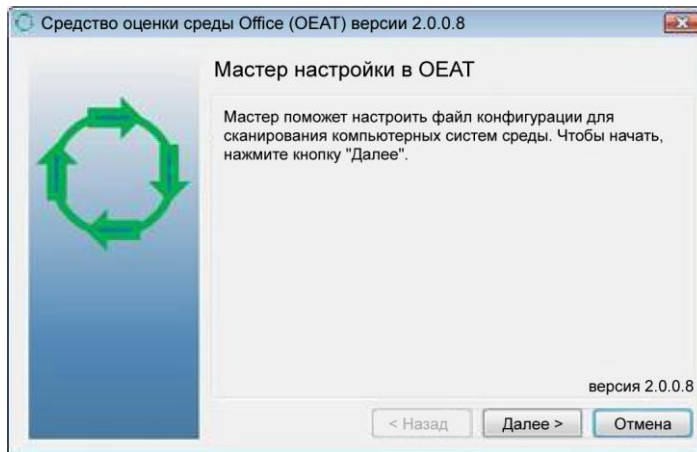 Средство оценки среды Office (OEAT) версии 2.0.0.8
Мастер настройки в OEAT
Мастер поможет настроить файл конфигурации для
сканирования компьютерных систем среды. Чтобы начать,
нажмите кнопку "Далее".
версия 2.0.0.8
< Назад
Далее >
Отмена